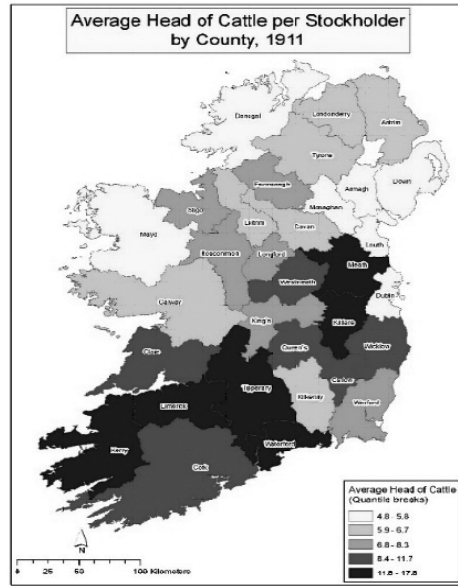 Average Head of Cattle per Stockholder
by County, 1911
Donegal
Londonderry
Antrim
Tyrone
Fermanagh
Armagh
Down
Monaghan
Sligo
Leitrim
Cavan
Louth
Mayo
Roscommon
Longford
Meath
Westmeath
Dublin
Galway
Kildare
King's
Queen's
Wicklow
Clare
Carlow
Tipperary
Limerick
Kilkenny
Wexford
Waterford
Kerry
Cork
Average Head of Cattle
(Quantile breaks)
4.8 - 5.8
5.9 - 6.7
6.8 - 8.3
8.4 - 11.7
11.8 - 17.8
N
0 25 50 100 Kilometers